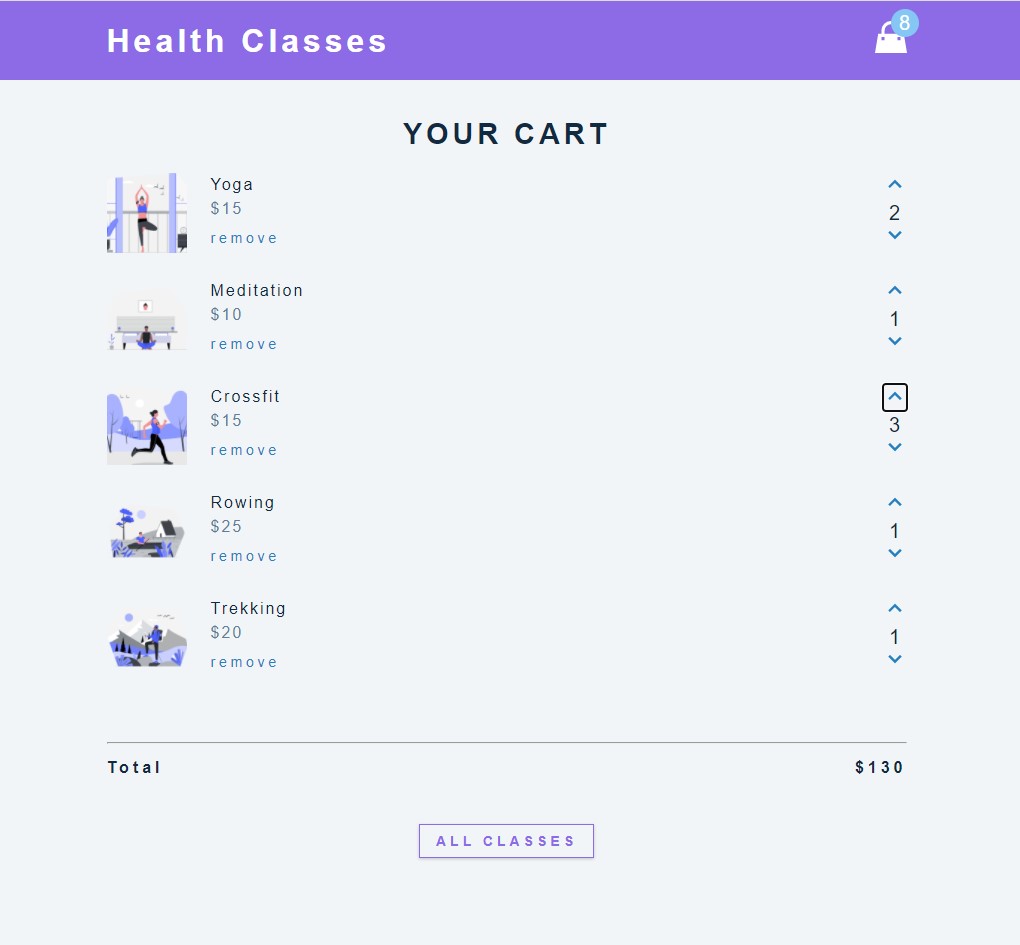 Health Classes
8
YOUR CART
Yoga
$15
2
remove
Meditation
$10
1
remove
Crossfit
$15
3
remove
Rowing
$25
1
remove
Trekking
$20
1
remove
Total $130
ALL CLASSES